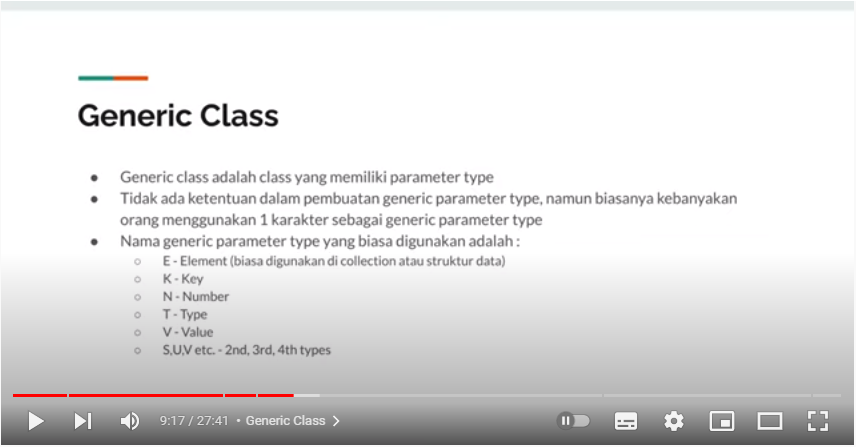 Generic Class
● Generic class adalah class yang memiliki parameter type
● Tidak ada ketentuan dalam pembuatan generic parameter type, namun biasanya kebanyakan
orang menggunakan 1 karakter sebagai generic parameter type
● Nama generic parameter type yang biasa digunakan adalah :
○ E - Element (biasa digunakan di collection atau struktur data)
○ K - Key
○ N - Number
○ T - Type
○ V - Value
○ S,U,V etc. - 2nd, 3rd, 4th types
9:17 / 27:41 • Generic Class